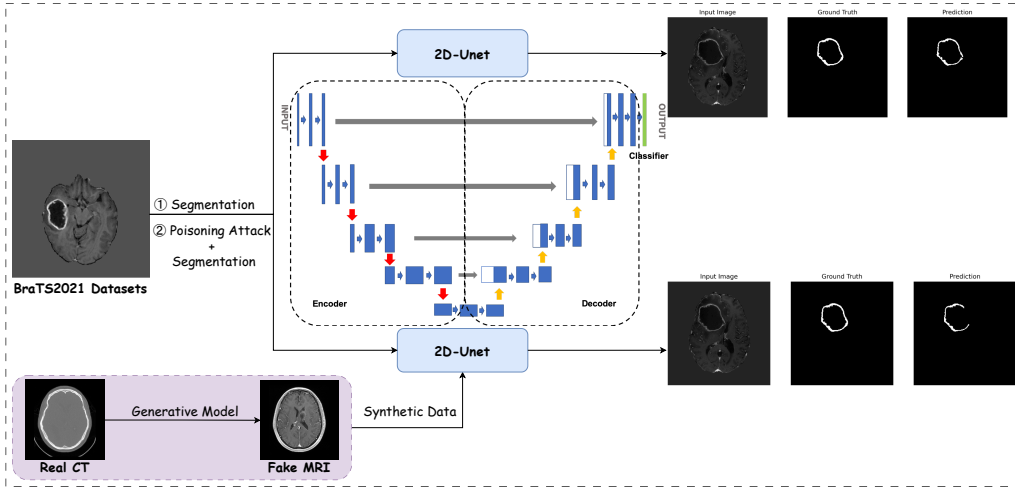 Input Image
Ground Truth
Prediction
2D-Unet
INPUT
OUTPUT
Classifier
① Segmentation
② Poisoning Attack
+
Segmentation
BraTS2021 Datasets
Encoder
Decoder
Input Image
Ground Truth
Prediction
2D-Unet
Generative Model
Synthetic Data
Real CT
Fake MRI